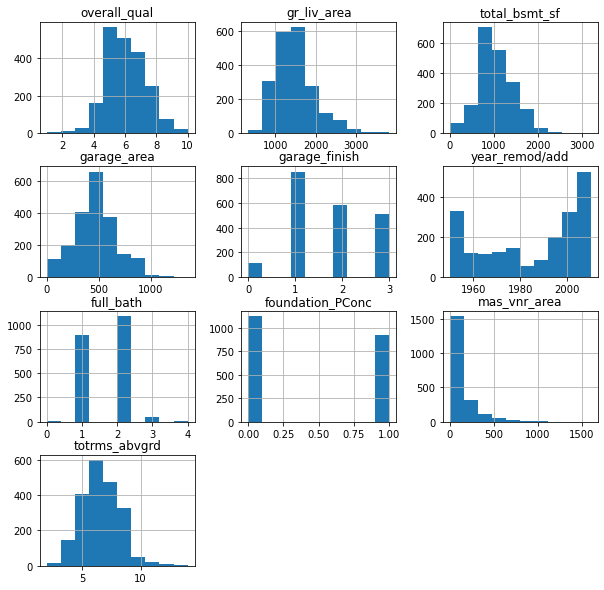 overall_qual
gr_liv_area
total_bsmt_sf
400
200
0
2 4 6 8 10
600
400
200
0
1000 2000 3000
600
400
200
0
0 1000 2000 3000
garage_area
garage_finish
year_remod/add
600
400
200
0
0 500 1000
800
600
400
200
0
0 1 2 3
400
200
0
1960 1980 2000
full_bath
foundation_PConc
mas_vnr_area
1000
750
500
250
0
0 1 2 3 4
1000
750
500
250
0
0.00 0.25 0.50 0.75 1.00
1500
1000
500
0
0 500 1000 1500
totrms_abvgrd
600
400
200
0
5 10